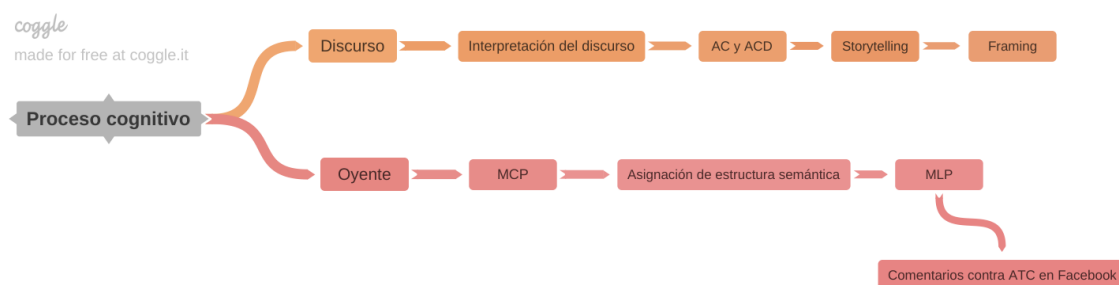 coggle
made for free at coggle.it
Proceso cognitivo
Discurso
Interpretación del discurso
AC y ACD
Storytelling
Framing
Oyente
MCP
Asignación de estructura semántica
MLP
Comentarios contra ATC en Facebook